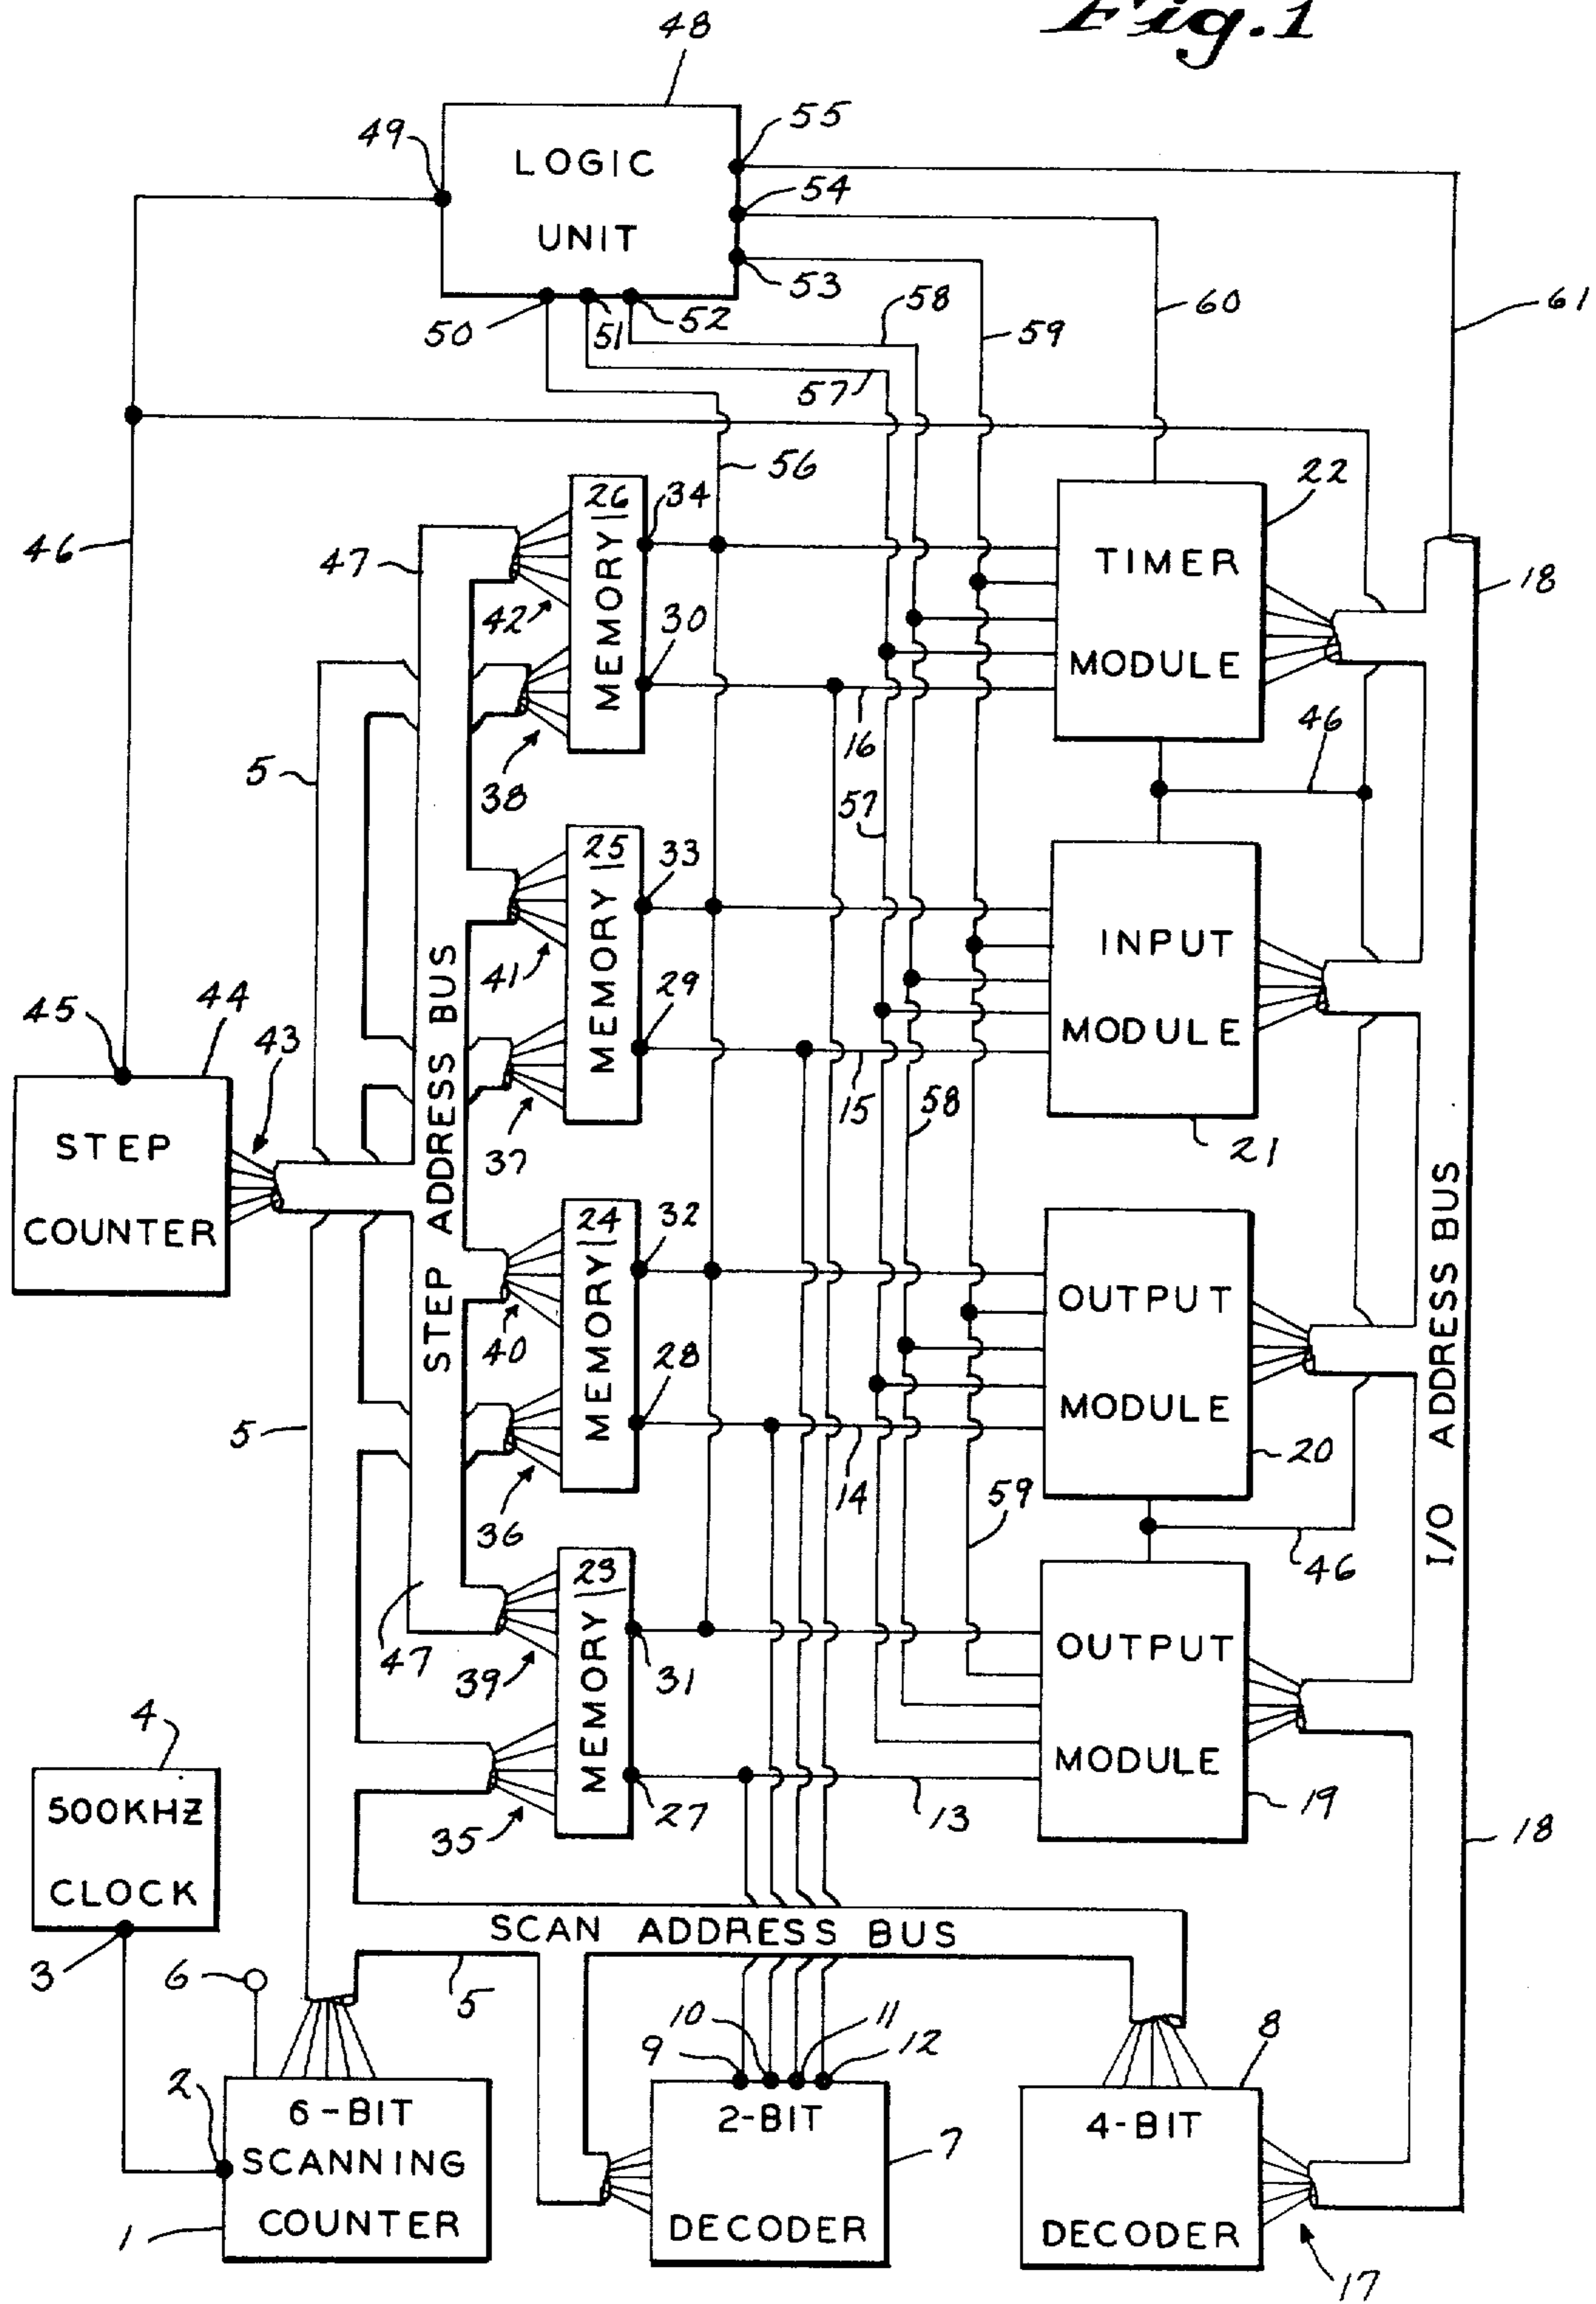 Fig.1
48
49
55
LOGIC
54
UNIT
53
50
51
52
58
60
61
59
57
56
22
46
47
26
34
18
TIMER
42
30
MEMORY
MODULE
16
46
5
38
57
25
33
INPUT
41
45
44
29
43
MEMORY
MODULE
15
58
STEP
37
21
COUNTER
STEP ADDRESS BUS
24
32
OUTPUT
I/O ADDRESS BUS
40
28
MEMORY
MODULE
5
20
14
59
36
23
46
OUTPUT
47
39
31
MEMORY
4
MODULE
27
13
19
18
35
500KHZ
CLOCK
SCAN ADDRESS BUS
3
6
5
10
11
8
9
12
2
6-BIT
2-BIT
4-BIT
SCANNING
7
COUNTER
DECODER
DECODER
1
17